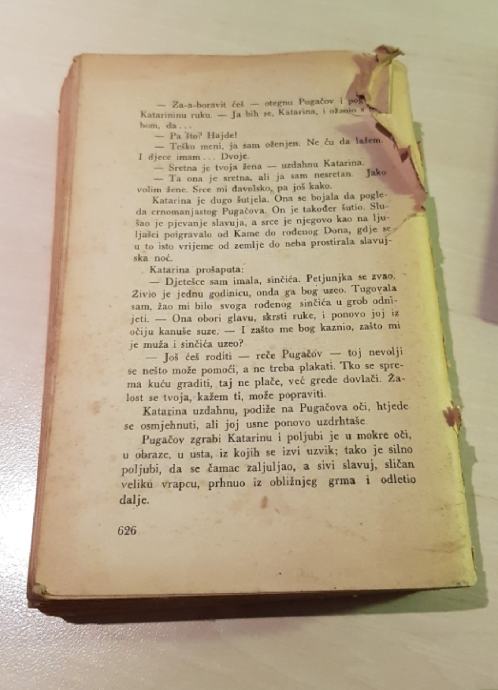 — Za-a-boravit ćeš — otegnu Pugačov i
Katarininu ruku. — Ja bih se, Katarina, i oženio
bom, da ...
— Pa što? Hajde!
— Teško meni, ja sam oženjen. Ne ću da lažem.
I djece imam ... Dvoje.
— Sretna je tvoja žena — uzdahnu Katarina.
— Ta ona je sretna, ali ja sam nesretan. Jako
volim žene. Srce mi davolsko, pa još kako.
Katarina je dugo šutjela. Ona se bojala da pogle-
da crnomanjastog Pugačova. On je također šutio. Slu-
šao je pjevanje slavuja, a srce je njegovo kao na lju-
ljašci poigravalo od Kame do rođenog Dona, gdje se
u to isto vrijeme od zemlje do neba prostirala slavuj-
ska noć.
Katarina prošaputa:
— Djetešce sam imala, sinčića. Petjunjka se zvao.
Živio je jednu godinicu, onda ga bog uzeo. Tugovala
sam, žao mi bilo svoga rođenog sinčića u grob odni-
jeti. — Ona obori glavu, skrsti ruke, i ponovo joj iz
očiju kanuše suze. — I zašto me bog kaznio, zašto mi
je muža i sinčića uzeo?
— Još ćeš roditi — reče Pugačov — toj nevolji
se nešto može pomoći, a ne treba plakati. Tko se spre-
ma kuću graditi, taj ne plače, već grede dovlači. Ža-
lost se tvoja, kažem ti, može popraviti.
Katarina uzdahnu, podiže na Pugačova oči, htjede
se osmjehnuti, ali joj usne ponovo uzdrhtaše
Pugačov zgrabi Katarinu i poljubi je u mokre oči,
u obraze, u usta, iz kojih se izvi uzvik; tako je silno
poljubi, da se čamac zaljuljao, a sivi slavuj, sličan
veliku vrapcu, prhnuo iz obližnjeg grma i odletio
dalje.
626